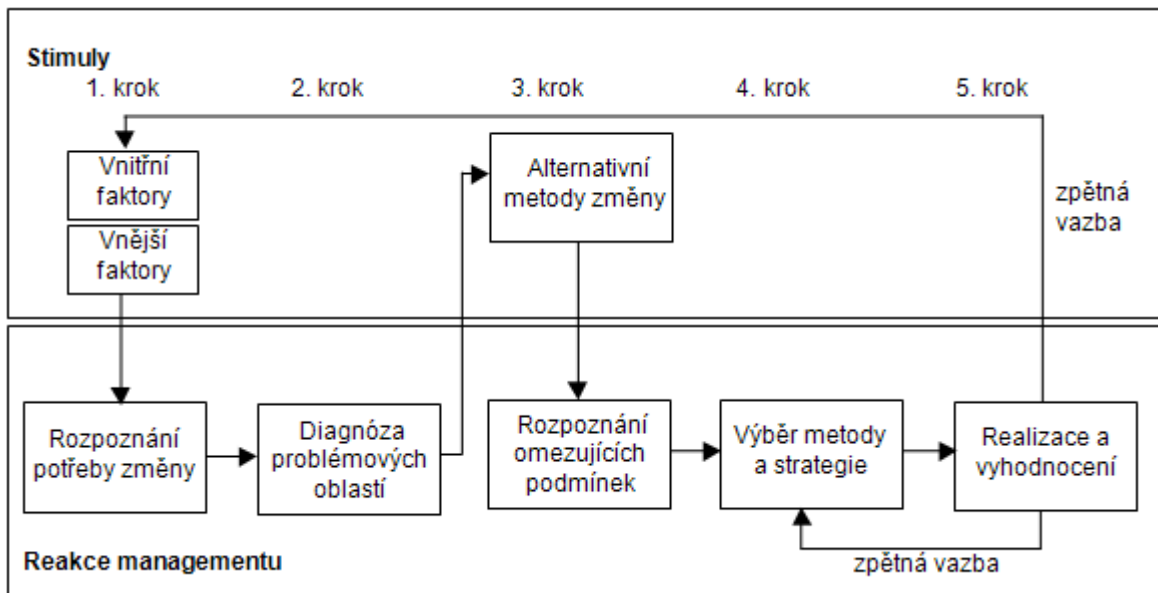 Stimuly
1. krok
2. krok
3. krok
4. krok
5. krok
Vnitřní
faktory
Vnější
faktory
Alternativní
metody změny
zpětná
vazba
Rozpoznání
potřeby změny
Diagnóza
problémových
oblastí
Rozpoznání
omezujících
podmínek
Výběr metody
a strategie
Realizace a
vyhodnocení
Reakce managementu
zpětná vazba